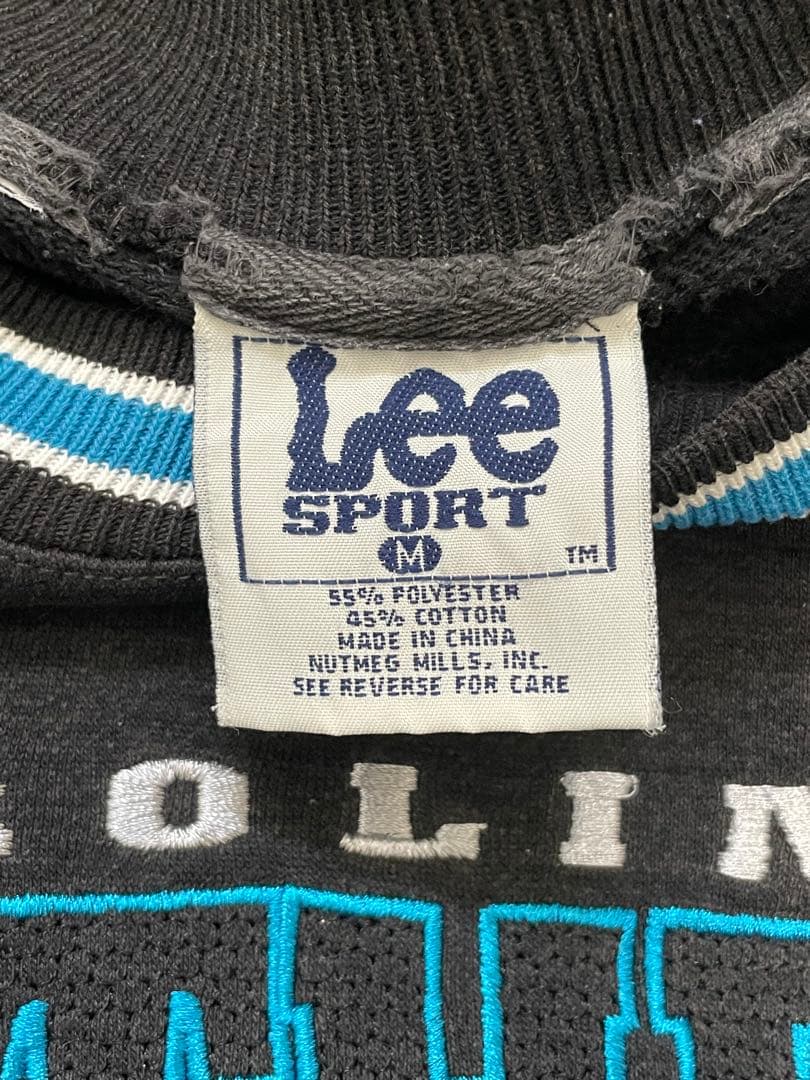 Lee
SPORT
M
TM
55% POLYESTER
45% COTTON
MADE IN CHINA
NUTMEG MILLS, INC.
SEE REVERSE FOR CARE
OLIN